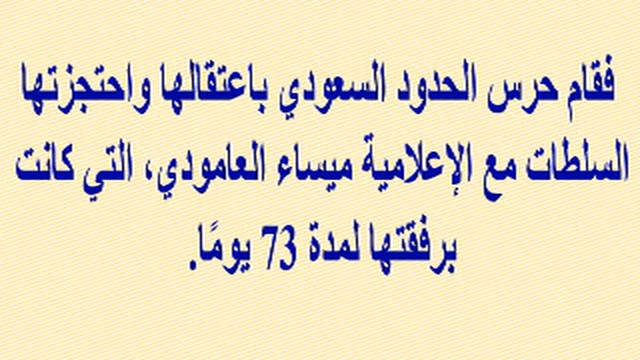 فقام حرس الحدود السعودي باعتقالها واحتجزتها
السلطات مع الإعلامية ميساء العامودي، التي كانت
برفقتها لمدة 73 يومًا.